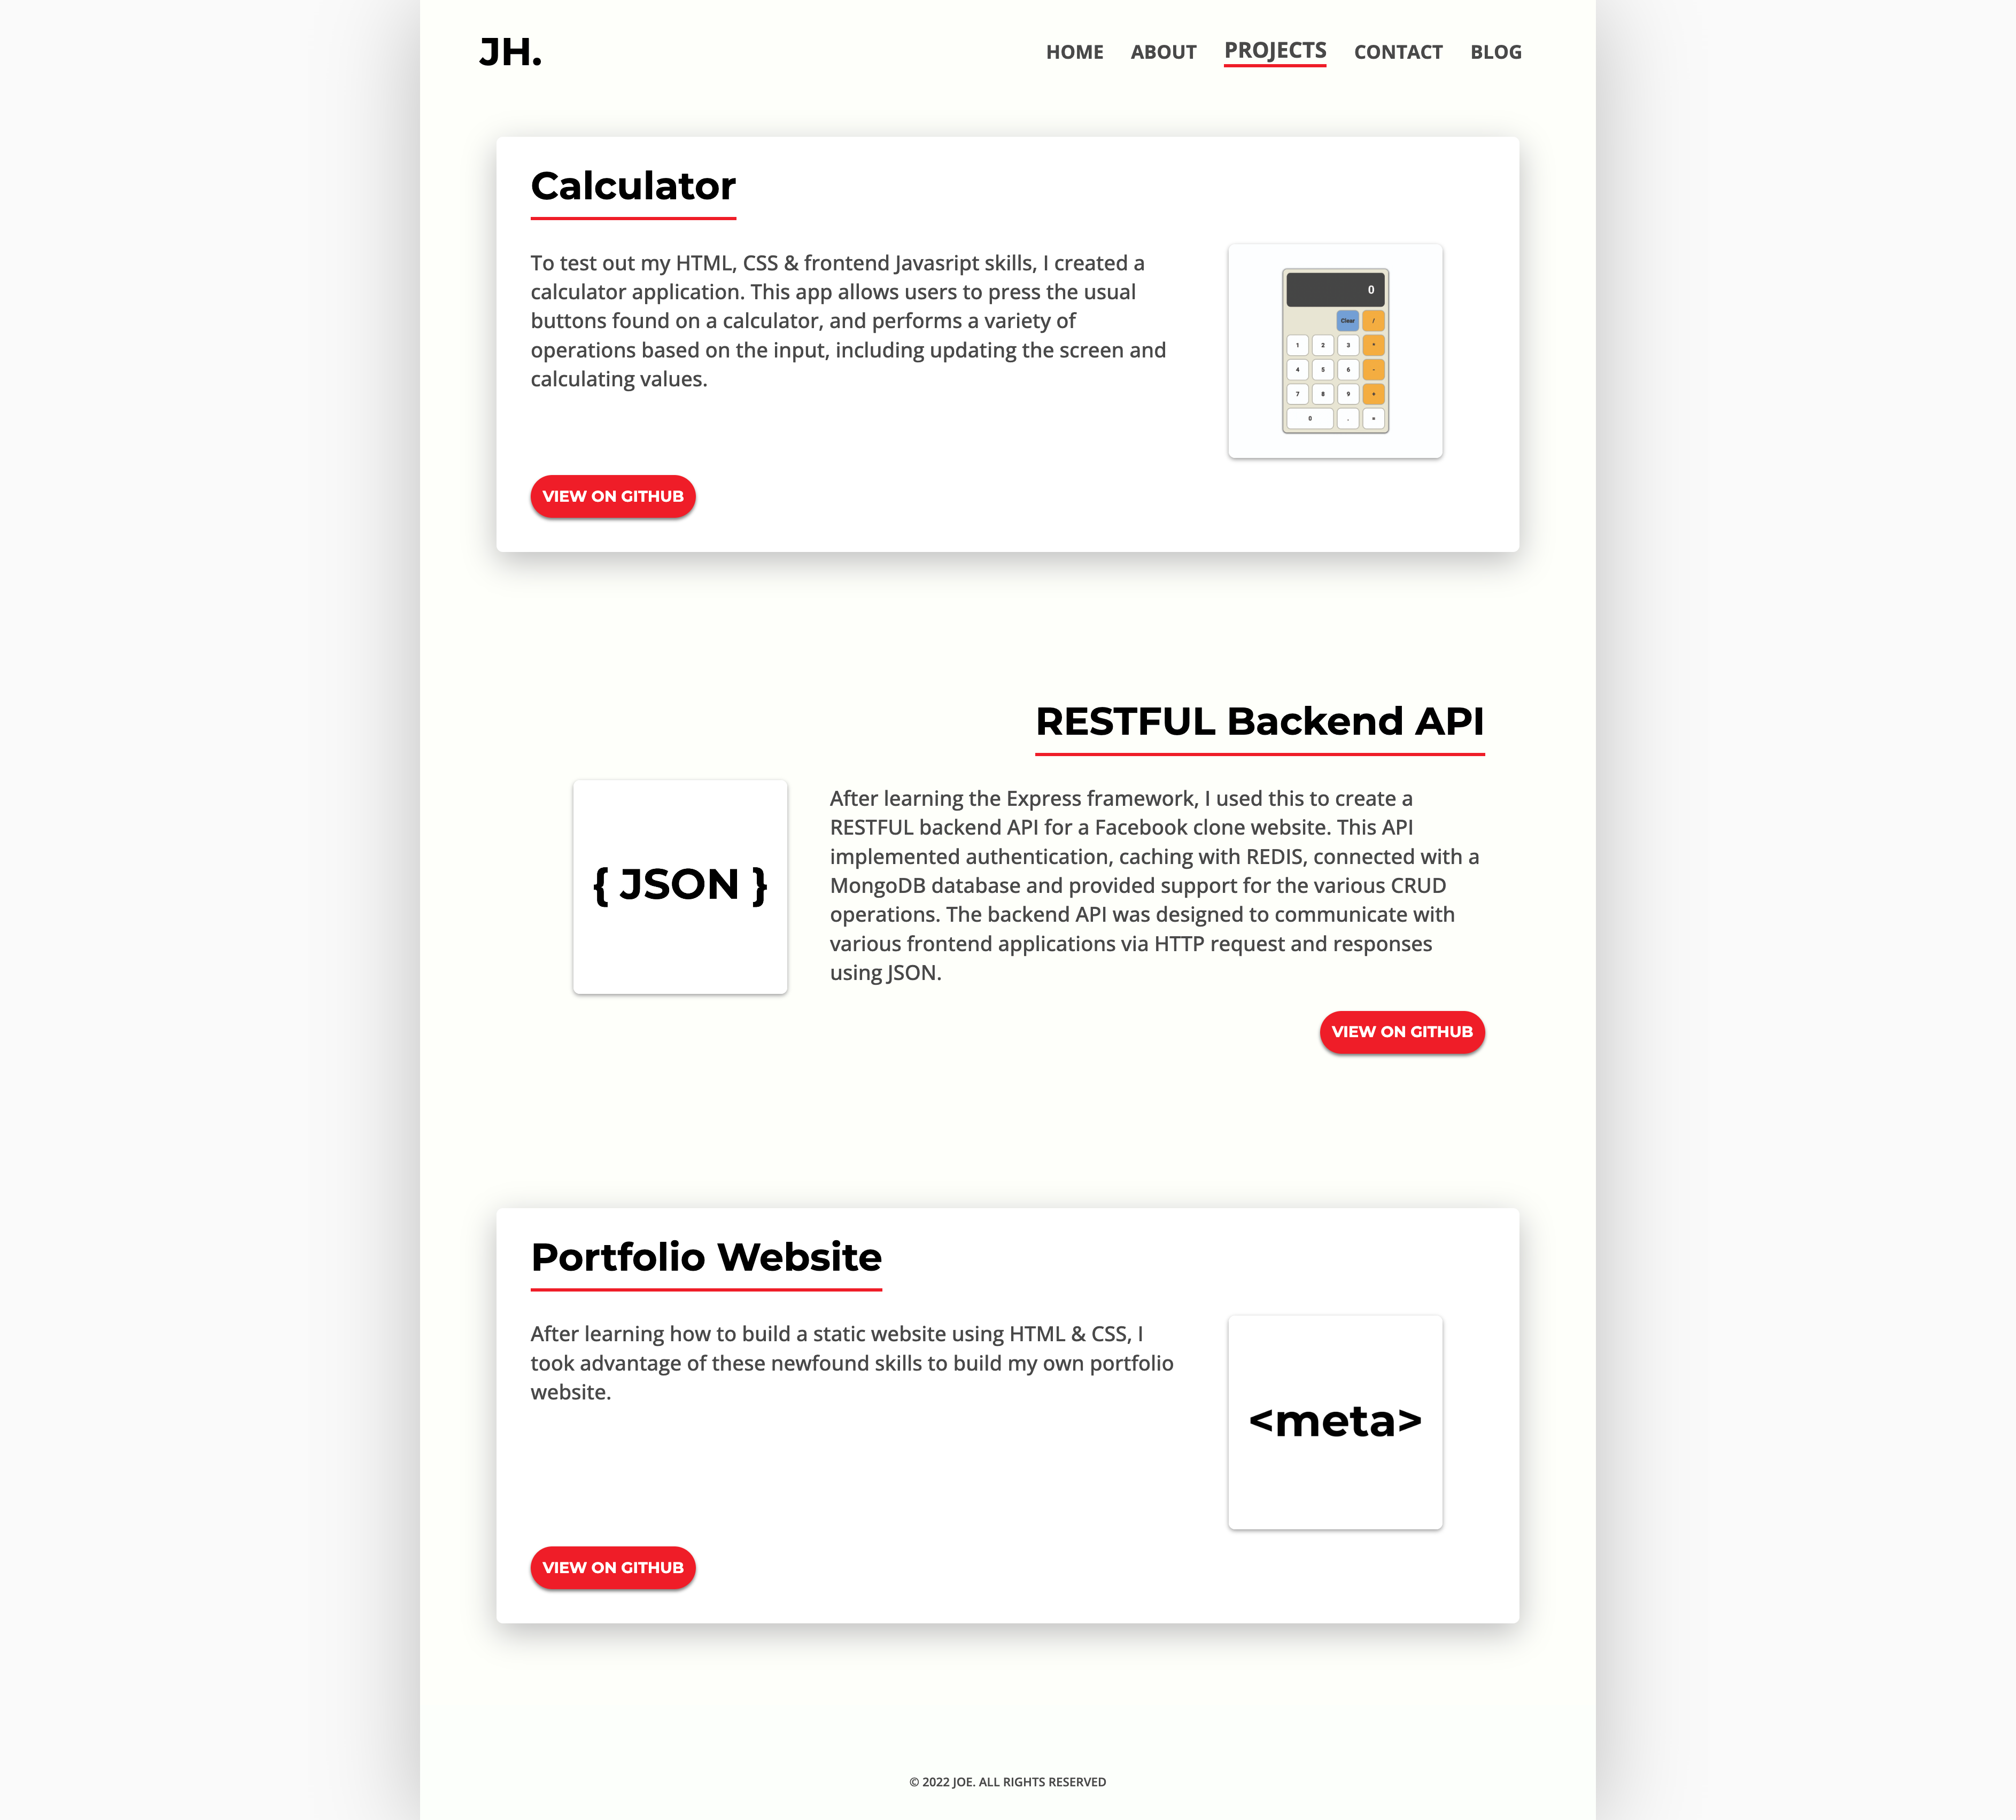 JH.
HOME ABOUT PROJECTS CONTACT BLOG
Calculator
To test out my HTML, CSS & frontend Javasript skills, I created a
calculator application. This app allows users to press the usual
buttons found on a calculator, and performs a variety of
operations based on the input, including updating the screen and
calculating values.
0
Clear /
1 2 3 *
4 5 6 -
7 8 9 +
0 . =
VIEW ON GITHUB
RESTFUL Backend API
{ JSON }
After learning the Express framework, I used this to create a
RESTFUL backend API for a Facebook clone website. This API
implemented authentication, caching with REDIS, connected with a
MongoDB database and provided support for the various CRUD
operations. The backend API was designed to communicate with
various frontend applications via HTTP request and responses
using JSON.
VIEW ON GITHUB
Portfolio Website
After learning how to build a static website using HTML & CSS, I
took advantage of these newfound skills to build my own portfolio
website.
<meta>
VIEW ON GITHUB
© 2022 JOE. ALL RIGHTS RESERVED